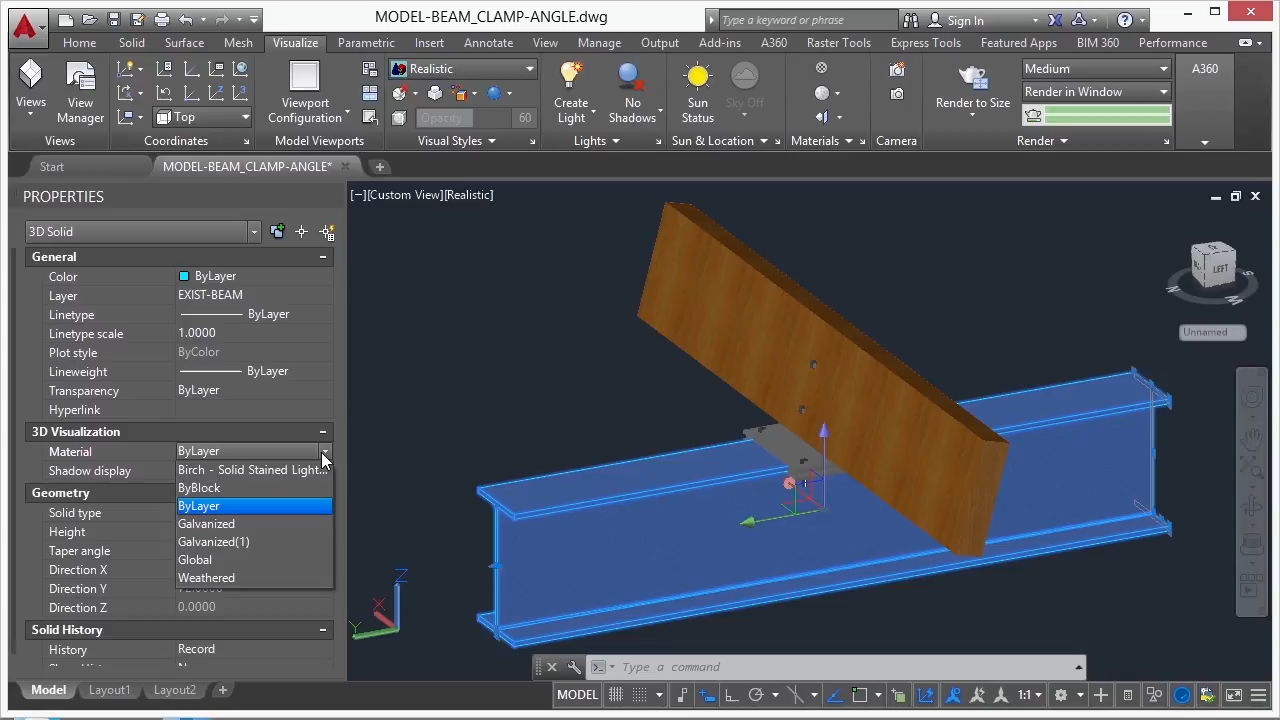 MODEL-BEAM_CLAMP-ANGLE.dwg
Type a keyword or phrase
Sign In
Home Solid Surface Mesh Visualize Parametric Insert Annotate View Manage Output Add-ins A360 Raster Tools Express Tools Featured Apps BIM 360 Performance
Views
View Manager
Top
Viewport Configuration
Realistic
Opacity 60
Create Light
No Shadows
Sun Status
Sky Off
Render to Size
Medium
Render in Window
A360
Views Coordinates Model Viewports Visual Styles Lights Sun & Location Materials Camera Render
Start MODEL-BEAM_CLAMP-ANGLE*
PROPERTIES
[−][Custom View][Realistic]
3D Solid
General
Color ByLayer
Layer EXIST-BEAM
Linetype ByLayer
Linetype scale 1.0000
Plot style ByColor
Lineweight ByLayer
Transparency ByLayer
Hyperlink
3D Visualization
Material ByLayer
Shadow display
Birch - Solid Stained Light...
ByBlock
ByLayer
Galvanized
Galvanized(1)
Global
Weathered
Geometry
Solid type
Height
Taper angle
Direction X
Direction Y
Direction Z 0.0000
Solid History
History Record
LEFT
Unnamed
Z
X
Y
Type a command
Model Layout1 Layout2
MODEL
1:1